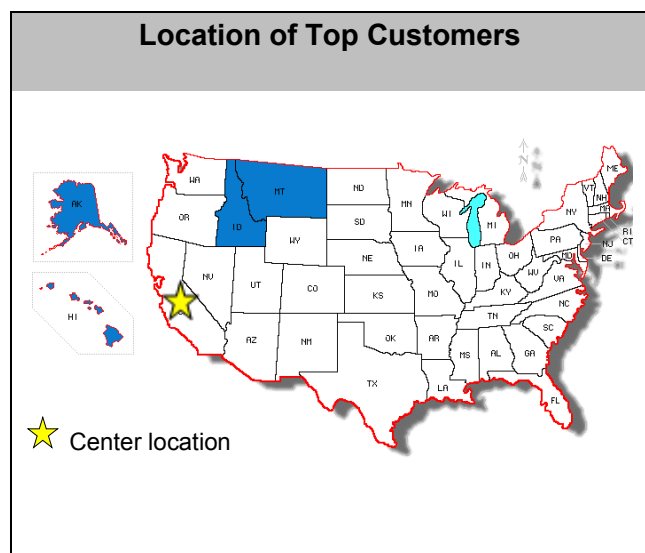 Location of Top Customers
N N
ME
WA
MT
ND
MN
VT
NH
AK
OR
ID
SD
WI
MI
NY
MA
WY
RI
CT
IA
PA
NJ
NE
OH
MD
DE
NV
UT
IL
IN
WV
VA
CO
HI
KS
MO
KY
NC
TN
AZ
NM
OK
AR
SC
MS
AL
GA
TX
LA
FL
Center location